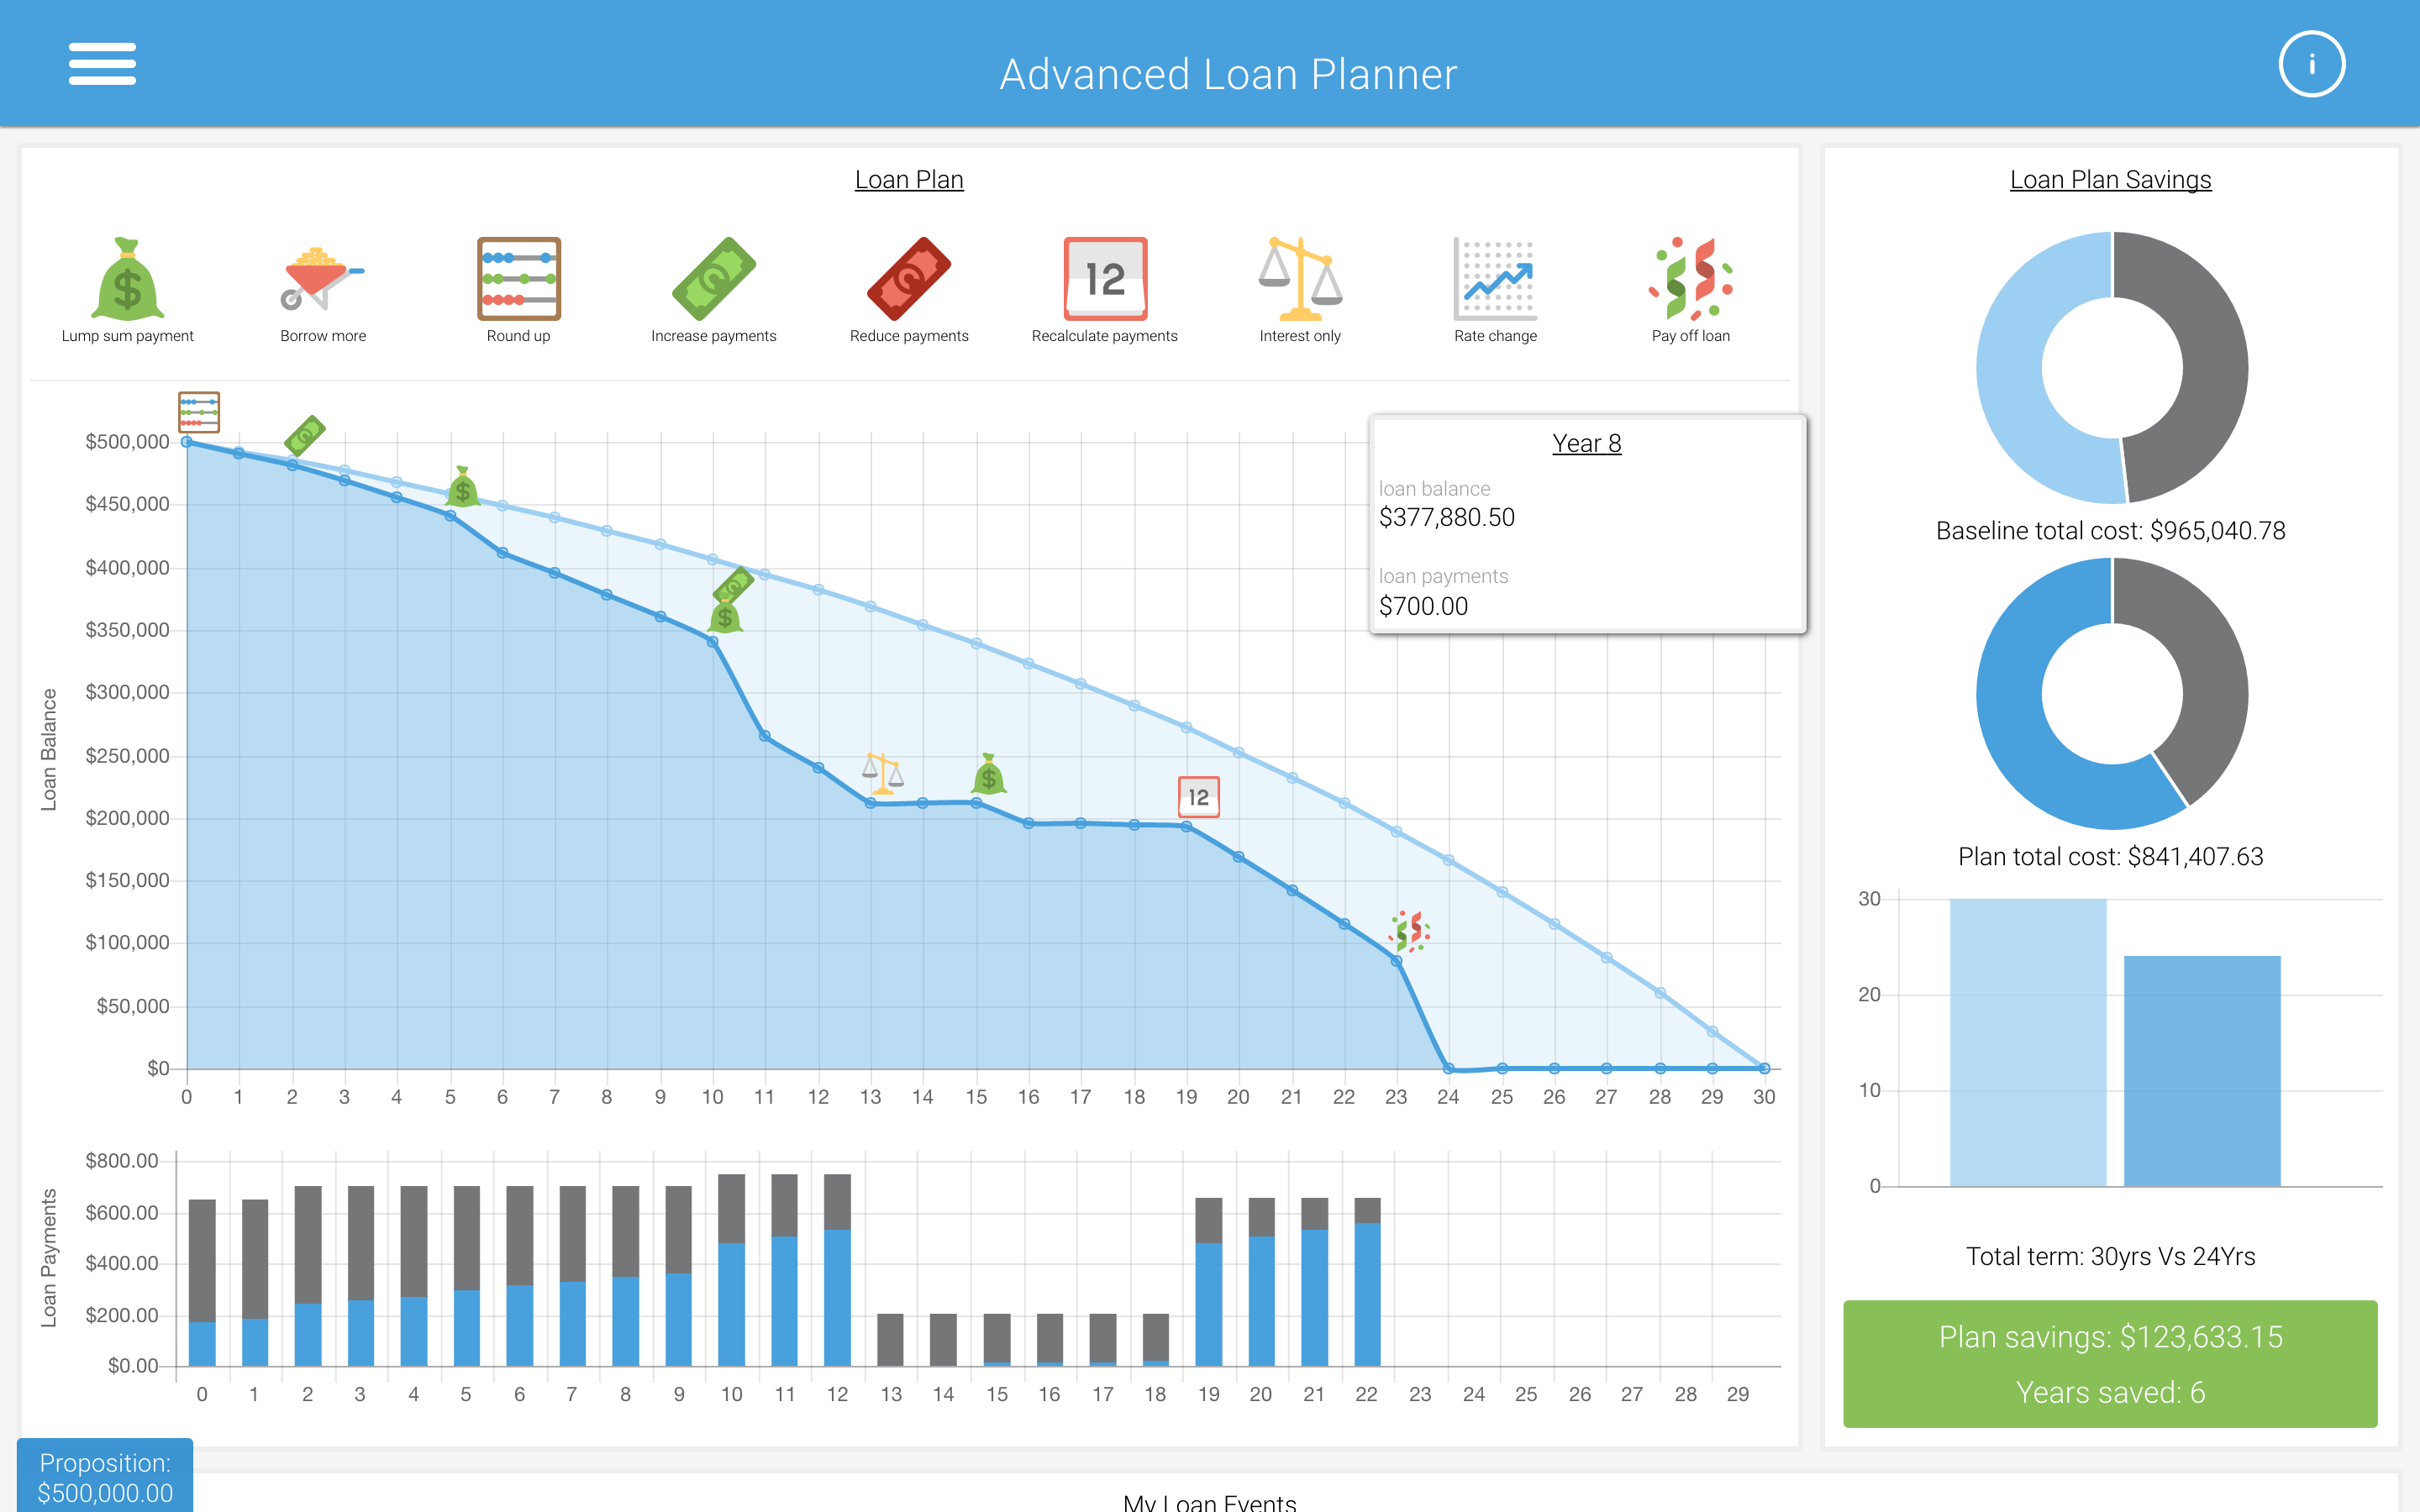 Advanced Loan Planner
i
Loan Plan
$
Lump sum payment
Borrow more
Round up
Increase payments
Reduce payments
12
Recalculate payments
Interest only
Rate change
Pay off loan
Loan Balance
$500,000
$450,000
$400,000
$350,000
$300,000
$250,000
$200,000
$150,000
$100,000
$50,000
$0
$
$
$
12
Year 8
loan balance
$377,880.50
loan payments
$700.00
0 1 2 3 4 5 6 7 8 9 10 11 12 13 14 15 16 17 18 19 20 21 22 23 24 25 26 27 28 29 30
Loan Payments
$800.00
$600.00
$400.00
$200.00
$0.00
0 1 2 3 4 5 6 7 8 9 10 11 12 13 14 15 16 17 18 19 20 21 22 23 24 25 26 27 28 29
Loan Plan Savings
Baseline total cost: $965,040.78
Plan total cost: $841,407.63
30
20
10
0
Total term: 30yrs Vs 24Yrs
Plan savings: $123,633.15
Years saved: 6
Proposition:
$500,000.00
My Loan Events